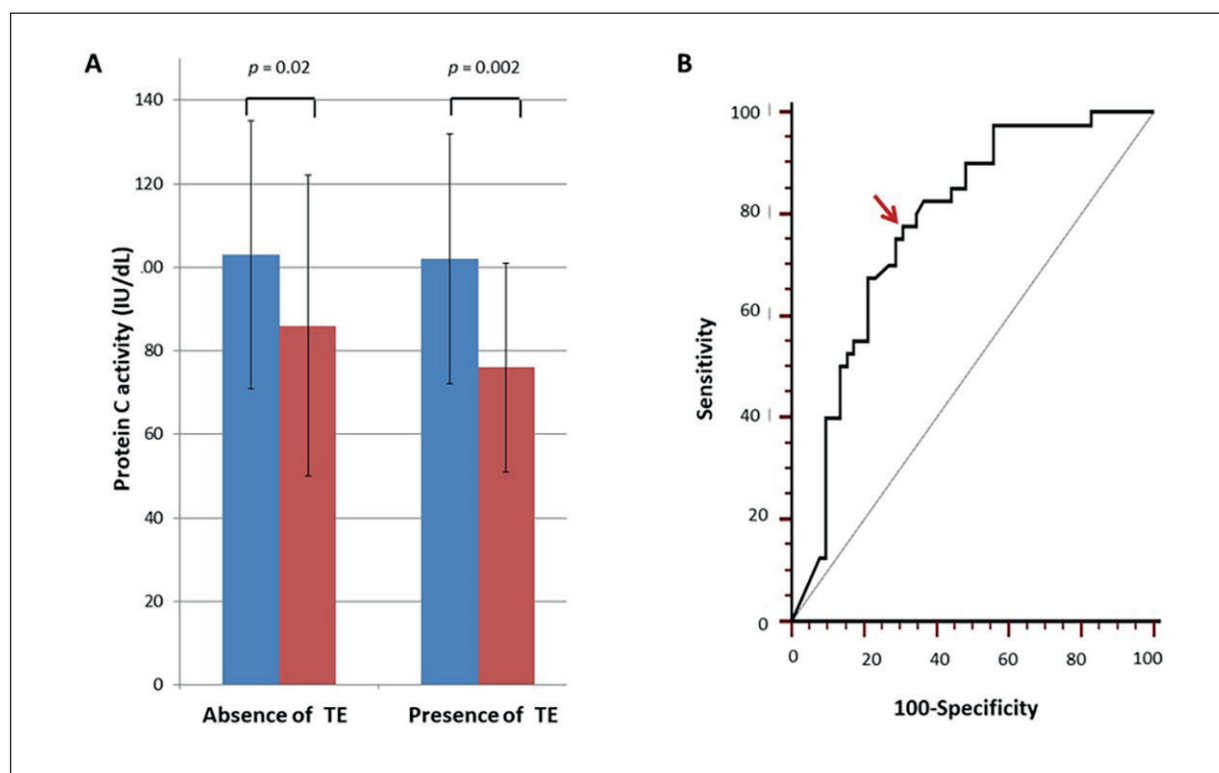 A
p = 0.02
p = 0.002
140
120
00
80
60
40
20
0
Protein C activity (IU/dL)
Absence of TE
Presence of TE
B
100
80
60
40
20
0
Sensitivity
0 20 40 60 80 100
100-Specificity